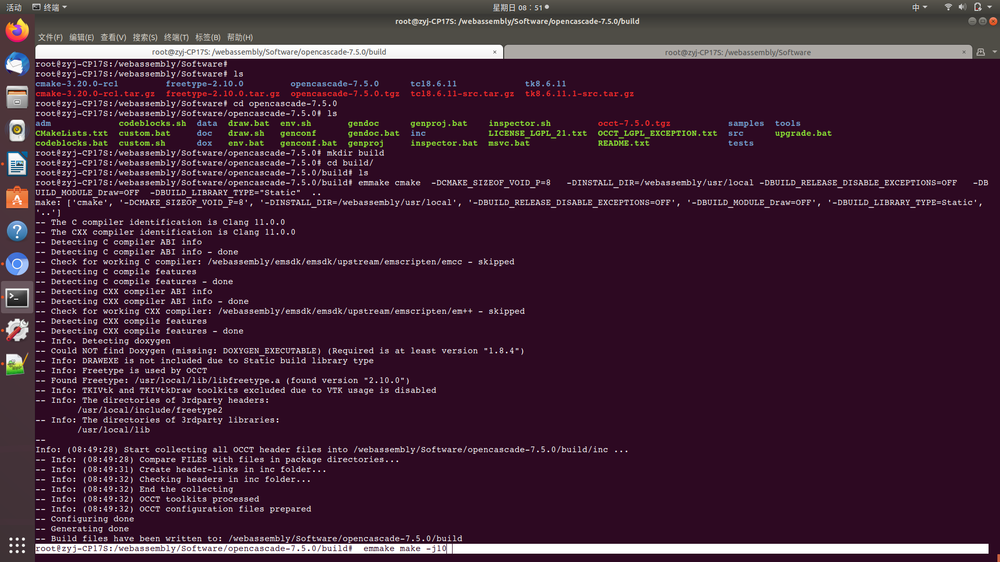 活动 终端 星期日 08：51 中
root@zyj-CP17S: /webassembly/Software/opencascade-7.5.0/build
文件(F) 编辑(E) 查看(V) 搜索(S) 终端(T) 标签(B) 帮助(H)
root@zyj-CP17S: /webassembly/Software/opencascade-7.5.0/build × root@zyj-CP17S: /webassembly/Software ×
root@zyj-CP17S:/webassembly/Software#
root@zyj-CP17S:/webassembly/Software# ls
cmake-3.20.0-rc1 freetype-2.10.0 opencascade-7.5.0 tcl8.6.11 tk8.6.11
cmake-3.20.0-rc1.tar.gz freetype-2.10.0.tar.gz opencascade-7.5.0.tgz tcl8.6.11-src.tar.gz tk8.6.11.1-src.tar.gz
root@zyj-CP17S:/webassembly/Software# cd opencascade-7.5.0
root@zyj-CP17S:/webassembly/Software/opencascade-7.5.0# ls
adm codeblocks.sh data draw.bat env.sh gendoc genproj.bat inspector.sh occt-7.5.0.tgz samples tools
CMakeLists.txt custom.bat doc draw.sh genconf gendoc.bat inc LICENSE_LGPL_21.txt OCCT_LGPL_EXCEPTION.txt src upgrade.bat
codeblocks.bat custom.sh dox env.bat genconf.bat genproj inspector.bat msvc.bat README.txt tests
root@zyj-CP17S:/webassembly/Software/opencascade-7.5.0# mkdir build
root@zyj-CP17S:/webassembly/Software/opencascade-7.5.0# cd build/
root@zyj-CP17S:/webassembly/Software/opencascade-7.5.0/build# ls
root@zyj-CP17S:/webassembly/Software/opencascade-7.5.0/build# emmake cmake  -DCMAKE_SIZEOF_VOID_P=8   -DINSTALL_DIR=/webassembly/usr/local -DBUILD_RELEASE_DISABLE_EXCEPTIONS=OFF   -DB
UILD_MODULE_Draw=OFF  -DBUILD_LIBRARY_TYPE="Static"  ..
make: ['cmake', '-DCMAKE_SIZEOF_VOID_P=8', '-DINSTALL_DIR=/webassembly/usr/local', '-DBUILD_RELEASE_DISABLE_EXCEPTIONS=OFF', '-DBUILD_MODULE_Draw=OFF', '-DBUILD_LIBRARY_TYPE=Static',
'..']
-- The C compiler identification is Clang 11.0.0
-- The CXX compiler identification is Clang 11.0.0
-- Detecting C compiler ABI info
-- Detecting C compiler ABI info - done
-- Check for working C compiler: /webassembly/emsdk/emsdk/upstream/emscripten/emcc - skipped
-- Detecting C compile features
-- Detecting C compile features - done
-- Detecting CXX compiler ABI info
-- Detecting CXX compiler ABI info - done
-- Check for working CXX compiler: /webassembly/emsdk/emsdk/upstream/emscripten/em++ - skipped
-- Detecting CXX compile features
-- Detecting CXX compile features - done
-- Info. Detecting doxygen
-- Could NOT find Doxygen (missing: DOXYGEN_EXECUTABLE) (Required is at least version "1.8.4")
-- Info: DRAWEXE is not included due to Static build library type
-- Info: Freetype is used by OCCT
-- Found Freetype: /usr/local/lib/libfreetype.a (found version "2.10.0")
-- Info: TKIVtk and TKIVtkDraw toolkits excluded due to VTK usage is disabled
-- Info: The directories of 3rdparty headers:
/usr/local/include/freetype2
-- Info: The directories of 3rdparty libraries:
/usr/local/lib
--
Info: (08:49:28) Start collecting all OCCT header files into /webassembly/Software/opencascade-7.5.0/build/inc ...
-- Info: (08:49:28) Compare FILES with files in package directories...
-- Info: (08:49:31) Create header-links in inc folder...
-- Info: (08:49:32) Checking headers in inc folder...
-- Info: (08:49:32) End the collecting
-- Info: (08:49:32) OCCT toolkits processed
-- Info: (08:49:32) OCCT configuration files prepared
-- Configuring done
-- Generating done
-- Build files have been written to: /webassembly/Software/opencascade-7.5.0/build
root@zyj-CP17S:/webassembly/Software/opencascade-7.5.0/build#  emmake make -j10